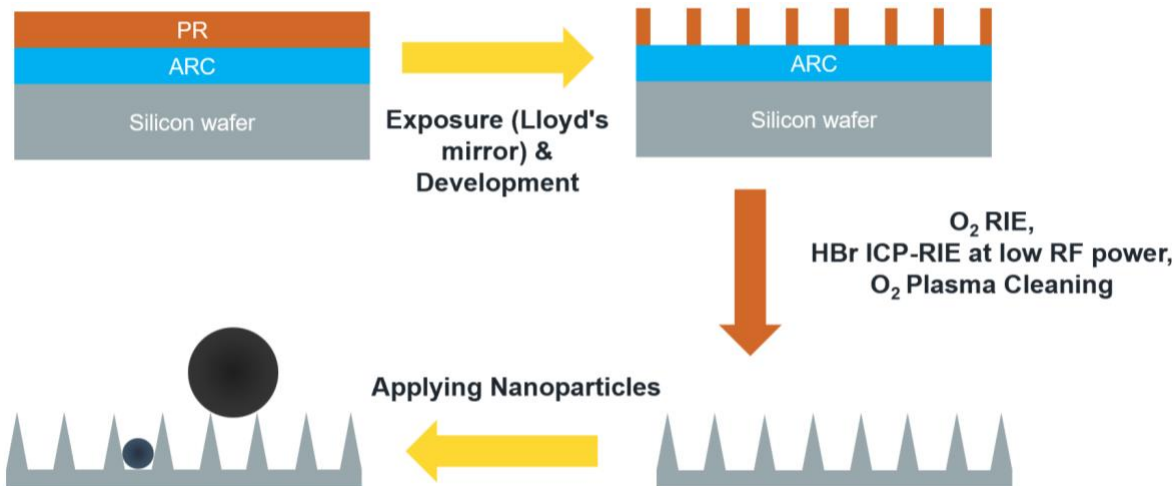 PR
ARC
Silicon wafer
Exposure (Lloyd's
mirror) &
Development
ARC
Silicon wafer
O₂ RIE,
HBr ICP-RIE at low RF power,
O₂ Plasma Cleaning
Applying Nanoparticles